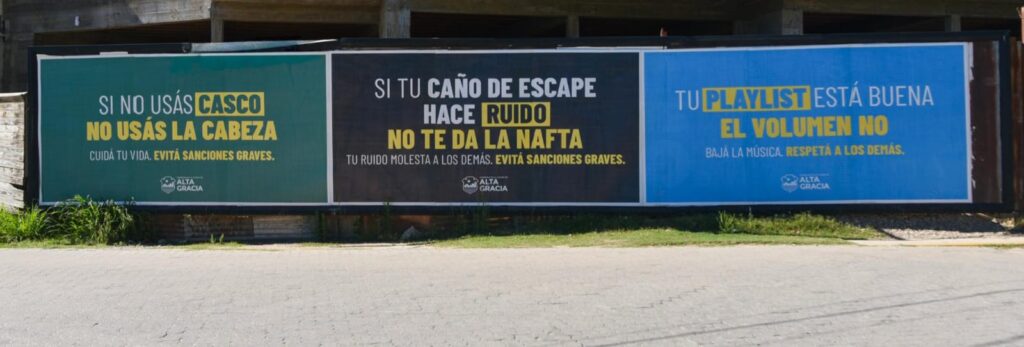 SI NO USÁS CASCO
NO USÁS LA CABEZA
CUIDÁ TU VIDA. EVITÁ SANCIONES GRAVES.
ALTA
GRACIA
SI TU CAÑO DE ESCAPE
HACE RUIDO
NO TE DA LA NAFTA
TU RUIDO MOLESTA A LOS DEMÁS. EVITÁ SANCIONES GRAVES.
ALTA
GRACIA
TU PLAYLIST ESTÁ BUENA
EL VOLUMEN NO
BAJÁ LA MÚSICA. RESPETÁ A LOS DEMÁS.
ALTA
GRACIA